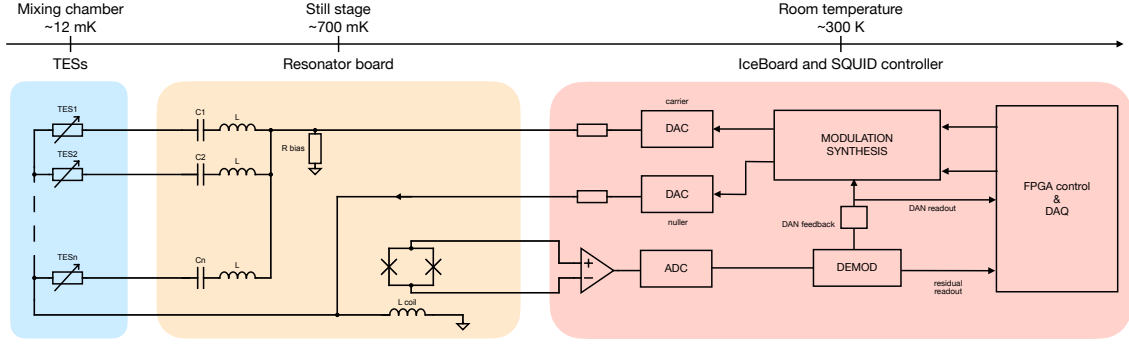 Mixing chamber
~12 mK
Still stage
~700 mK
Room temperature
~300 K
TESs
Resonator board
IceBoard and SQUID controller
TES1
C1
L
R bias
carrier
DAC
MODULATION
SYNTHESIS
TES2
C2
L
DAC
nuller
FPGA control
&
DAQ
DAN readout
DAN feedback
TESn
Cn
L
+
−
ADC
DEMOD
residual
readout
L coil